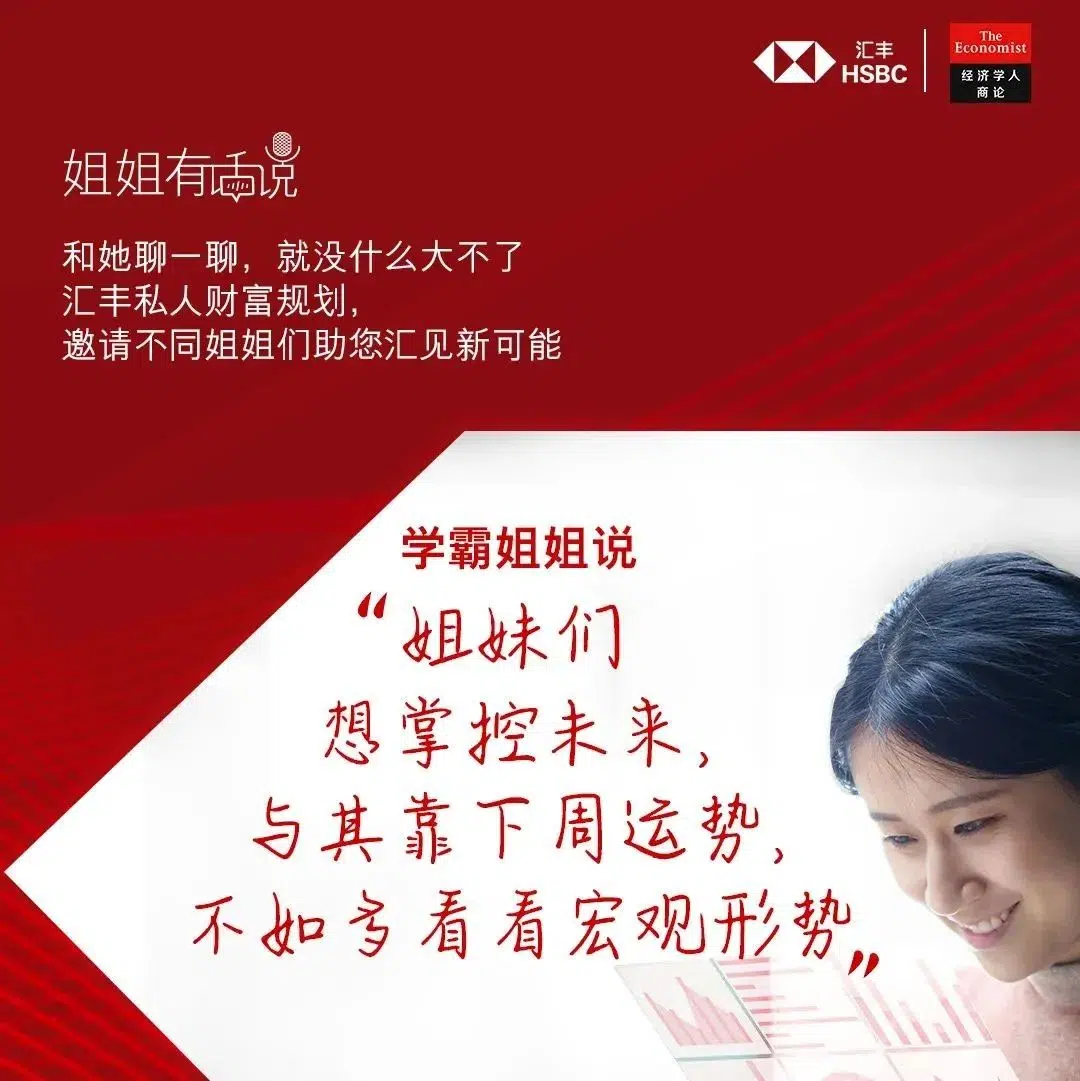 汇丰
HSBC
The
Economist
经济学人
商论
姐姐有话说
和她聊一聊，就没什么大不了
汇丰私人财富规划，
邀请不同姐姐们助您汇见新可能
学霸姐姐说
“姐妹们
想掌控未来，
与其靠下周运势，
不如多看看宏观形势”